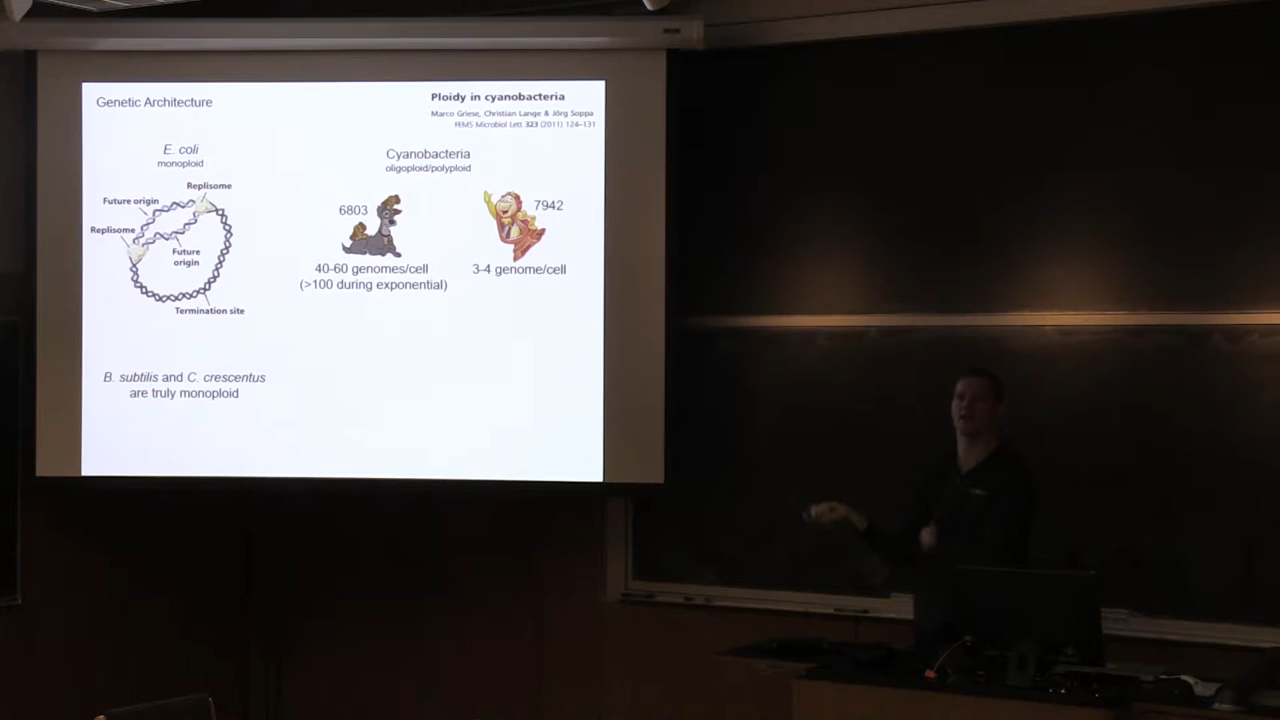 Genetic Architecture
Ploidy in cyanobacteria
Marco Griese, Christian Lange & Jörg Soppa
FEMS Microbiol Lett 323 (2011) 124–131
E. coli
monoploid
Cyanobacteria
oligoploid/polyploid
Replisome
Future origin
Replisome
Future
origin
Termination site
6803
7942
40-60 genomes/cell
(>100 during exponential)
3-4 genome/cell
B. subtilis and C. crescentus
are truly monoploid